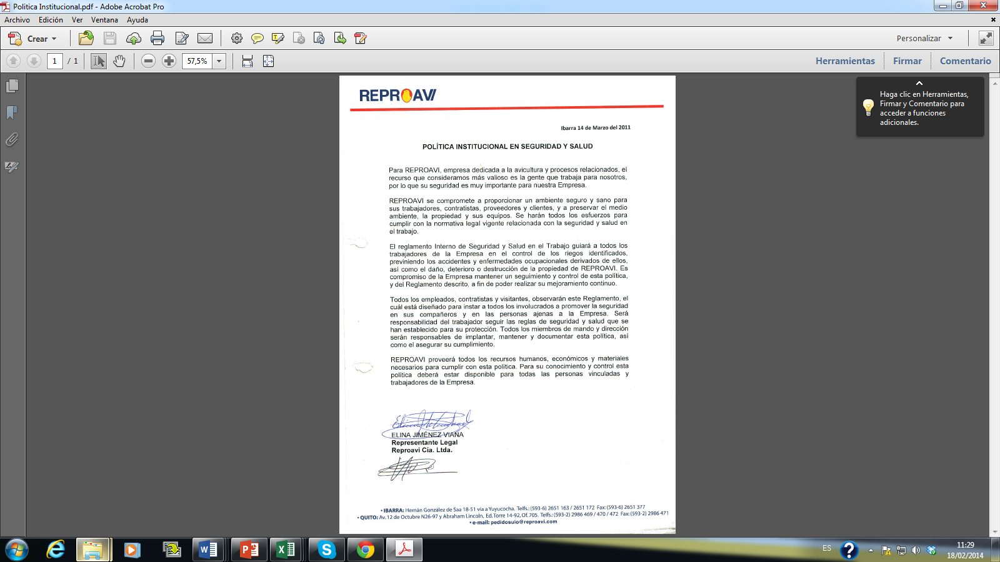 Politica Institucional.pdf - Adobe Acrobat Pro
Archivo Edición Ver Ventana Ayuda
Crear
Personalizar
1 / 1
57,5%
Herramientas Firmar Comentario
Haga clic en Herramientas,
Firmar y Comentario para
acceder a funciones
adicionales.
REPROAVI
Ibarra 14 de Marzo del 2011
POLÍTICA INSTITUCIONAL EN SEGURIDAD Y SALUD
Para REPROAVI, empresa dedicada a la avicultura y procesos relacionados, el
recurso que consideramos más valioso es la gente que trabaja para nosotros,
por lo que su seguridad es muy importante para nuestra Empresa.
REPROAVI se compromete a proporcionar un ambiente seguro y sano para
sus trabajadores, contratistas, proveedores y clientes, y a preservar el medio
ambiente, la propiedad y sus equipos. Se harán todos los esfuerzos para
cumplir con la normativa legal vigente relacionada con la seguridad y salud en
el trabajo.
El reglamento Interno de Seguridad y Salud en el Trabajo guiará a todos los
trabajadores de la Empresa en el control de los riegos identificados,
previniendo los accidentes y enfermedades ocupacionales derivados de ellos,
así como el daño, deterioro o destrucción de la propiedad de REPROAVI. Es
compromiso de la Empresa mantener un seguimiento y control de esta política,
y del Reglamento descrito, a fin de poder realizar su mejoramiento continuo.
Todos los empleados, contratistas y visitantes, observarán este Reglamento, el
cuál está diseñado para instar a todos los involucrados a promover la seguridad
en sus compañeros y en las personas ajenas a la Empresa. Será
responsabilidad del trabajador seguir las reglas de seguridad y salud que se
han establecido para su protección. Todos los miembros de mando y dirección
serán responsables de implantar, mantener y documentar esta política, así
como el asegurar su cumplimiento.
REPROAVI proveerá todos los recursos humanos, económicos y materiales
necesarios para cumplir con esta política. Para su conocimiento y control esta
política deberá estar disponible para todas las personas vinculadas y
trabajadores de la Empresa.
ELINA JIMÉNEZ VIANA
Representante Legal
Reproavi Cía. Ltda.
• IBARRA: Hernán González de Saa 18-51 vía a Yuyucocha. Telfs.: (593-6) 2651 163 / 2651 172 Fax: (593-6) 2651 377
• QUITO: Av. 12 de Octubre N26-97 y Abraham Lincoln, Ed. Torre 14-92, Of. 705. Telfs.: (593-2) 2986 469 / 470 / 472 Fax: (593-2) 2986 471
• e-mail: pedidosuio@reproavi.com
ES
11:29
18/02/2014